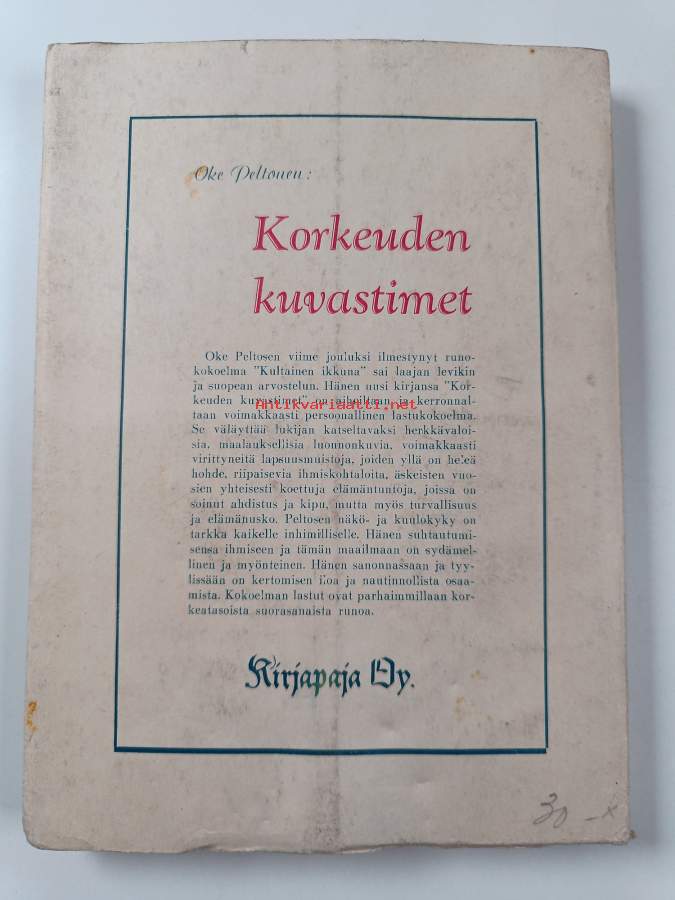 Oke Peltonen:
Korkeuden
kuvastimet
Oke Peltosen viime jouluksi ilmestynyt runo-
kokoelma "Kultainen ikkuna" sai laajan levikin
ja suopean arvostelun. Hänen uusi kirjansa "Kor-
keuden kuvastimet" on aiheiltaan ja kerronnal-
Antikvariaatti.net
taan voimakkaasti persoonallinen lastukokoelma.
Se väläyttää lukijan katseltavaksi herkkävaloi-
sia, maalauksellisia luonnonkuvia, voimakkaasti
virittyneitä lapsuusmuistoja, joiden yllä on heleä
hohde, riipaisevia ihmiskohtaloita, äskeisten vuo-
sien yhteisesti koettuja elämäntuntoja, joissa on
soinut ahdistus ja kipu, mutta myös turvallisuus
ja elämänusko. Peltosen näkö- ja kuulokyky on
tarkka kaikelle inhimilliselle. Hänen suhtautumi-
sensa ihmiseen ja tämän maailmaan on sydämel-
linen ja myönteinen. Hänen sanonnassaan ja tyy-
lissään on kertomisen iloa ja nautinnollista osaa-
mista. Kokoelman lastut ovat parhaimmillaan kor-
keatasoista suorasanaista runoa.
Kirjapaja Oy.
30 -x